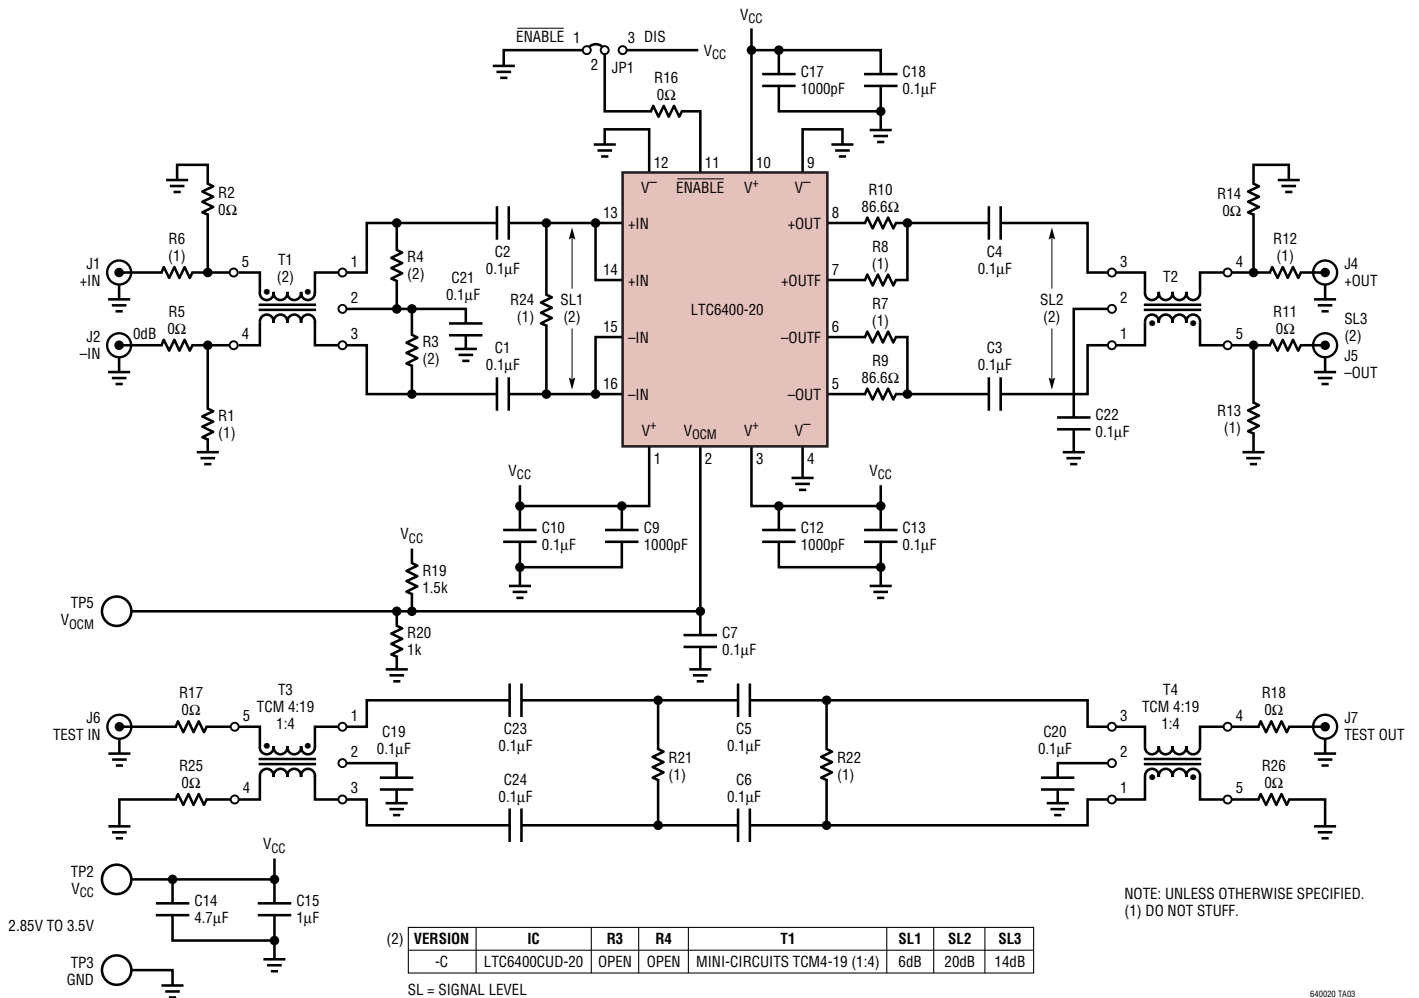 VCC
ENABLE 1
3 DIS
VCC
2
JP1
R16
0Ω
C17
1000pF
C18
0.1µF
12
11
10
9
V–
ENABLE
V+
V–
R2
0Ω
R6
(1)
J1
+IN
5
T1
(2)
1
R4
(2)
C21
0.1µF
2
C2
0.1µF
R24
(1)
SL1
(2)
13
+IN
14
+IN
15
–IN
16
–IN
LTC6400-20
+OUT
8
+OUTF
7
–OUTF
6
–OUT
5
R10
86.6Ω
R8
(1)
R7
(1)
R9
86.6Ω
C4
0.1µF
SL2
(2)
C3
0.1µF
3
2
1
T2
4
5
R14
0Ω
R12
(1)
J4
+OUT
R11
0Ω
SL3
(2)
J5
–OUT
R13
(1)
C22
0.1µF
J2
–IN
0dB
R5
0Ω
4
3
R3
(2)
C1
0.1µF
R1
(1)
V+
VOCM
V+
V–
1
2
3
4
VCC
C10
0.1µF
C9
1000pF
VCC
C12
1000pF
C13
0.1µF
VCC
R19
1.5k
TP5
VOCM
R20
1k
C7
0.1µF
J6
TEST IN
R17
0Ω
5
T3
TCM 4:19
1:4
1
2
3
4
R25
0Ω
C19
0.1µF
C23
0.1µF
C24
0.1µF
R21
(1)
C5
0.1µF
C6
0.1µF
R22
(1)
C20
0.1µF
3
2
1
T4
TCM 4:19
1:4
4
5
R18
0Ω
J7
TEST OUT
R26
0Ω
TP2
VCC
VCC
C14
4.7µF
C15
1µF
2.85V TO 3.5V
TP3
GND
NOTE: UNLESS OTHERWISE SPECIFIED.
(1) DO NOT STUFF.
(2) VERSION IC R3 R4 T1 SL1 SL2 SL3
-C LTC6400CUD-20 OPEN OPEN MINI-CIRCUITS TCM4-19 (1:4) 6dB 20dB 14dB
SL = SIGNAL LEVEL
640020 TA03